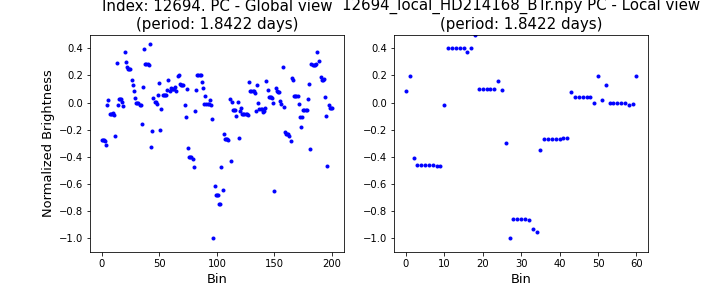 Index: 12694. PC - Global view
(period: 1.8422 days)
12694_local_HD214168_BTr.npy PC - Local view
(period: 1.8422 days)
Normalized Brightness
0.4
0.2
0.0
−0.2
−0.4
−0.6
−0.8
−1.0
0 50 100 150 200
Bin
0.4
0.2
0.0
−0.2
−0.4
−0.6
−0.8
−1.0
0 10 20 30 40 50 60
Bin